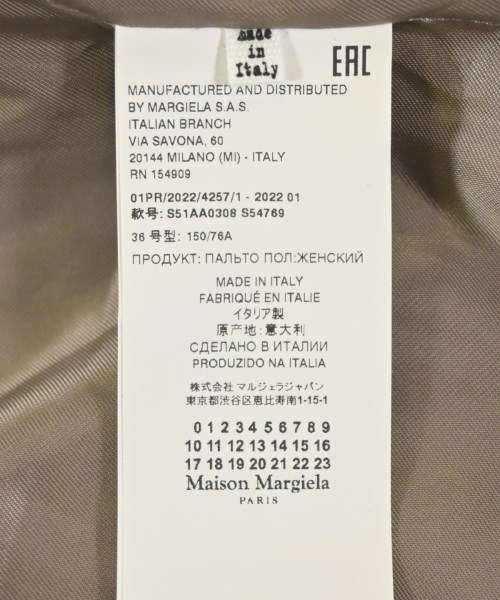 made
in
Italy
EAC
MANUFACTURED AND DISTRIBUTED
BY MARGIELA S.A.S.
ITALIAN BRANCH
VIA SAVONA, 60
20144 MILANO (MI) - ITALY
RN 154909
01PR/2022/4257/1 - 2022 01
款号: S51AA0308 S54769
36 号型: 150/76A
ПРОДУКТ: ПАЛЬТО ПОЛ:ЖЕНСКИЙ
MADE IN ITALY
FABRIQUÉ EN ITALIE
イタリア製
原产地:意大利
СДЕЛАНО В ИТАЛИИ
PRODUZIDO NA ITALIA
株式会社 マルジェラジャパン
東京都渋谷区恵比寿南1-15-1
0 1 2 3 4 5 6 7 8 9
10 11 12 13 14 15 16
17 18 19 20 21 22 23
Maison Margiela
PARIS